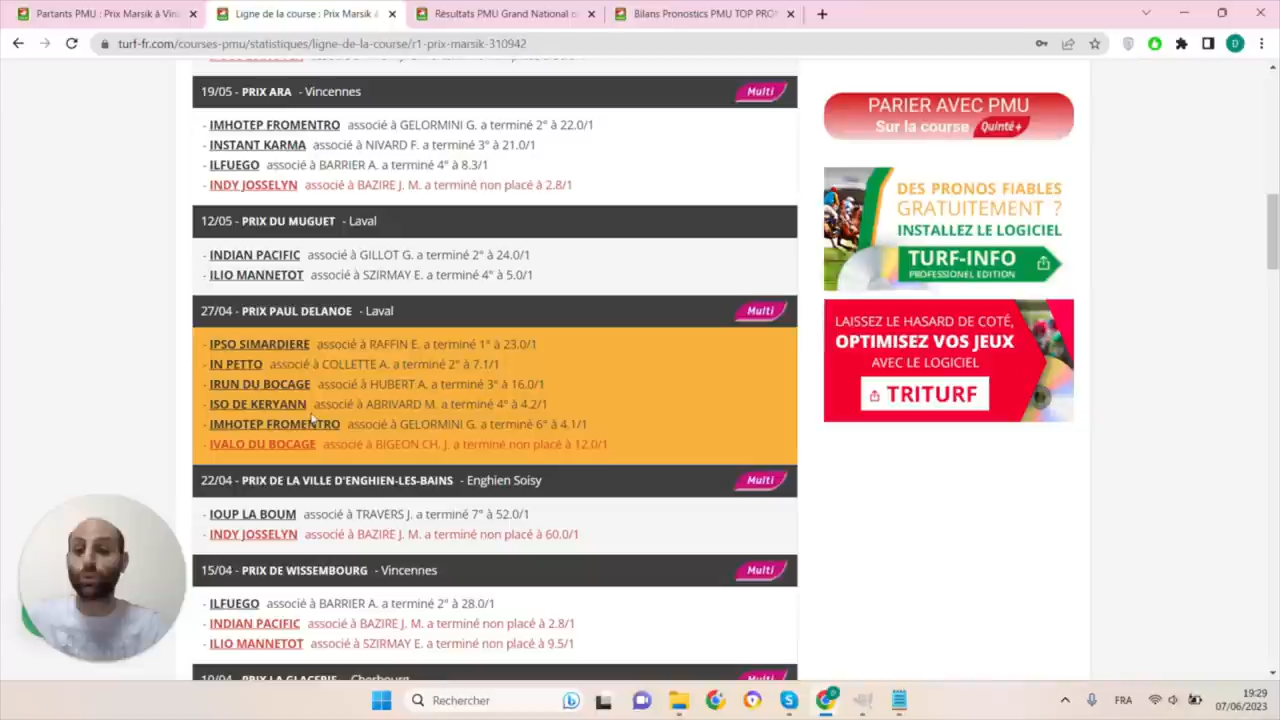 Partants PMU : Prix Marsik à Vin
Ligne de la course : Prix Marsik à
Résultats PMU Grand National
Bilans Pronostics PMU TOP PRO
turf-fr.com/courses-pmu/statistiques/ligne-de-la-course/r1-prix-marsik-310942
D
19/05 - PRIX ARA - Vincennes
Multi
- IMHOTEP FROMENTRO associé à GELORMINI G. a terminé 2° à 22.0/1
- INSTANT KARMA associé à NIVARD F. a terminé 3° à 21.0/1
- ILFUEGO associé à BARRIER A. a terminé 4° à 8.3/1
- INDY JOSSELYN associé à BAZIRE J. M. a terminé non placé à 2.8/1
12/05 - PRIX DU MUGUET - Laval
- INDIAN PACIFIC associé à GILLOT G. a terminé 2° à 24.0/1
- ILIO MANNETOT associé à SZIRMAY E. a terminé 4° à 5.0/1
27/04 - PRIX PAUL DELANOE - Laval
Multi
- IPSO SIMARDIERE associé à RAFFIN E. a terminé 1° à 23.0/1
- IN PETTO associé à COLLETTE A. a terminé 2° à 7.1/1
- IRUN DU BOCAGE associé à HUBERT A. a terminé 3° à 16.0/1
- ISO DE KERYANN associé à ABRIVARD M. a terminé 4° à 4.2/1
- IMHOTEP FROMENTRO associé à GELORMINI G. a terminé 6° à 4.1/1
- IVALO DU BOCAGE associé à BIGEON CH. J. a terminé non placé à 12.0/1
22/04 - PRIX DE LA VILLE D'ENGHIEN-LES-BAINS - Enghien Soisy
Multi
- IOUP LA BOUM associé à TRAVERS J. a terminé 7° à 52.0/1
- INDY JOSSELYN associé à BAZIRE J. M. a terminé non placé à 60.0/1
15/04 - PRIX DE WISSEMBOURG - Vincennes
Multi
- ILFUEGO associé à BARRIER A. a terminé 2° à 28.0/1
- INDIAN PACIFIC associé à BAZIRE J. M. a terminé non placé à 2.8/1
- ILIO MANNETOT associé à SZIRMAY E. a terminé non placé à 9.5/1
10/04 - PRIX LA GLACERIE - Cherbourg
Multi
PARIER AVEC PMU
Sur la course Quinté+
DES PRONOS FIABLES
GRATUITEMENT ?
INSTALLEZ LE LOGICIEL
TURF-INFO
PROFESSIONEL EDITION
LAISSEZ LE HASARD DE COTÉ,
OPTIMISEZ VOS JEUX
AVEC LE LOGICIEL
TRITURF
Rechercher
FRA
19:29
07/06/2023